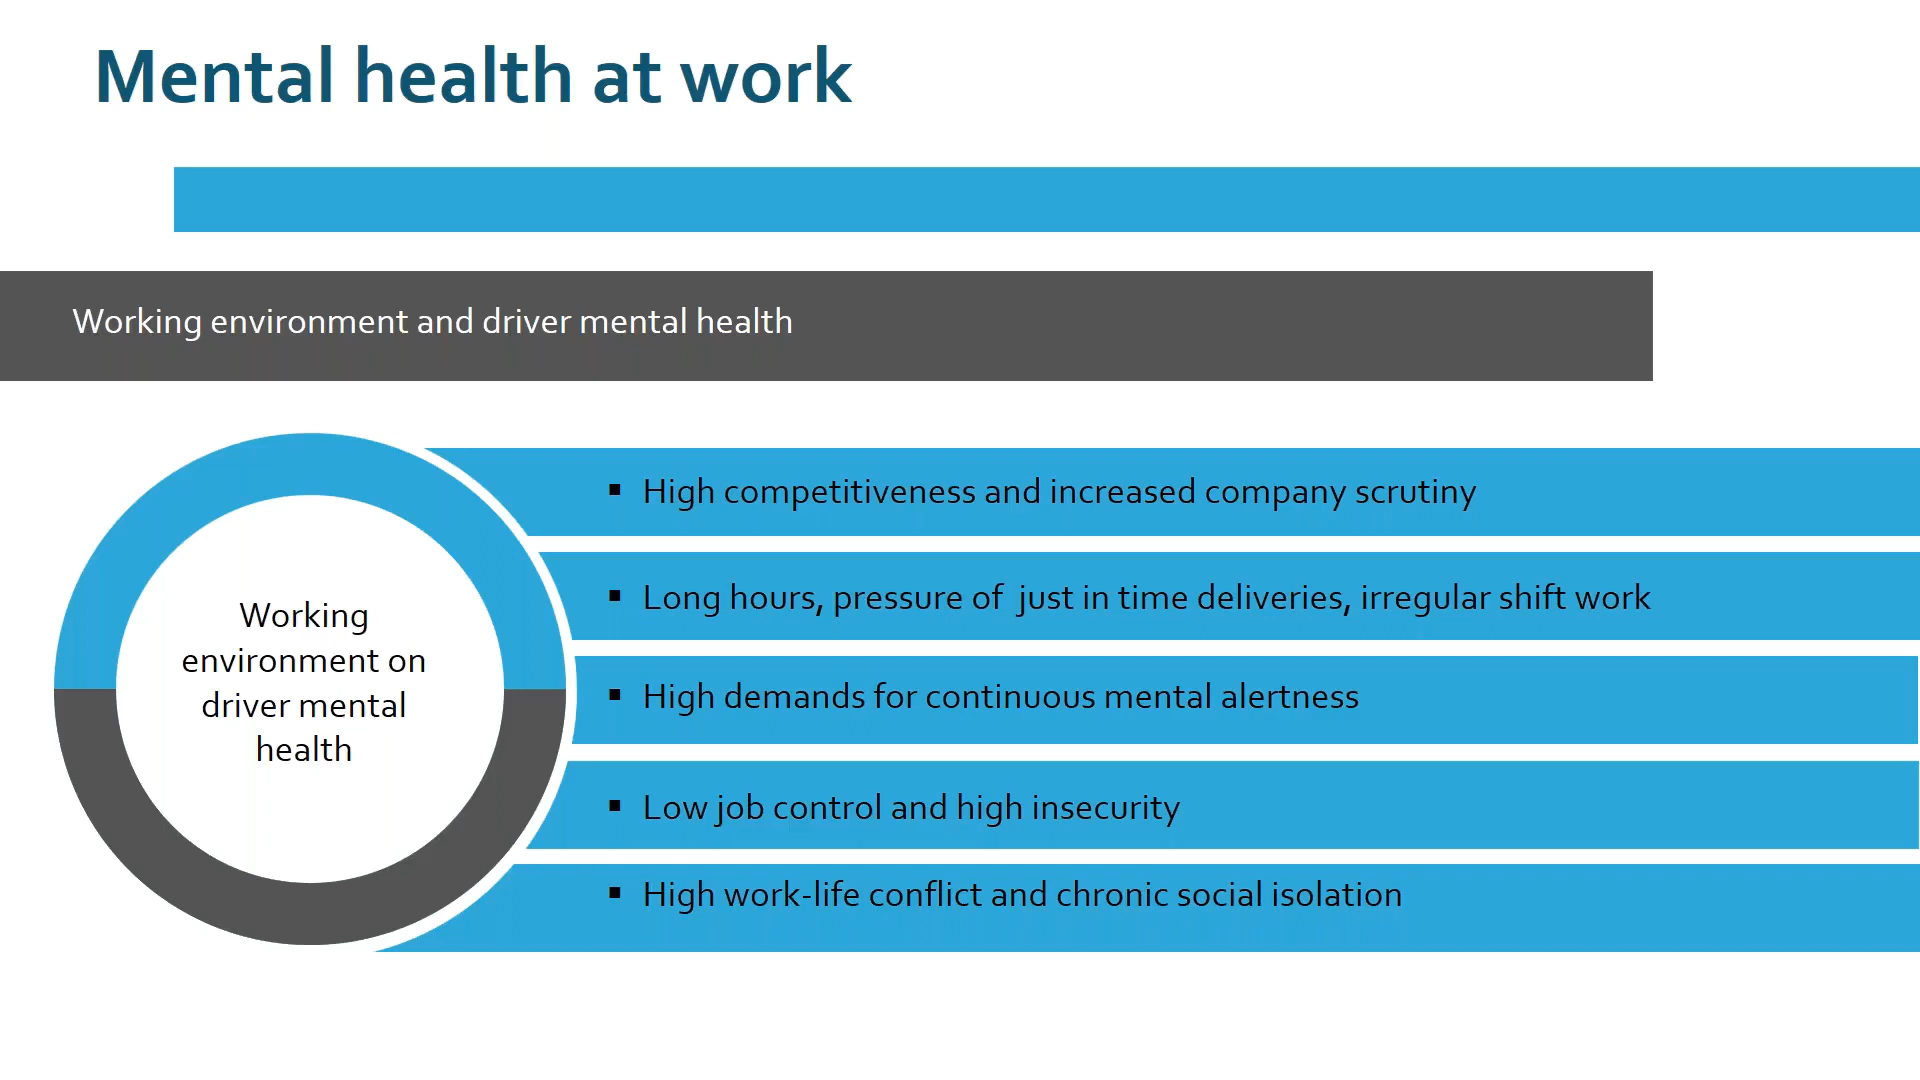 Mental health at work
Working environment and driver mental health
Working
environment on
driver mental
health
▪ High competitiveness and increased company scrutiny
▪ Long hours, pressure of  just in time deliveries, irregular shift work
▪ High demands for continuous mental alertness
▪ Low job control and high insecurity
▪ High work-life conflict and chronic social isolation